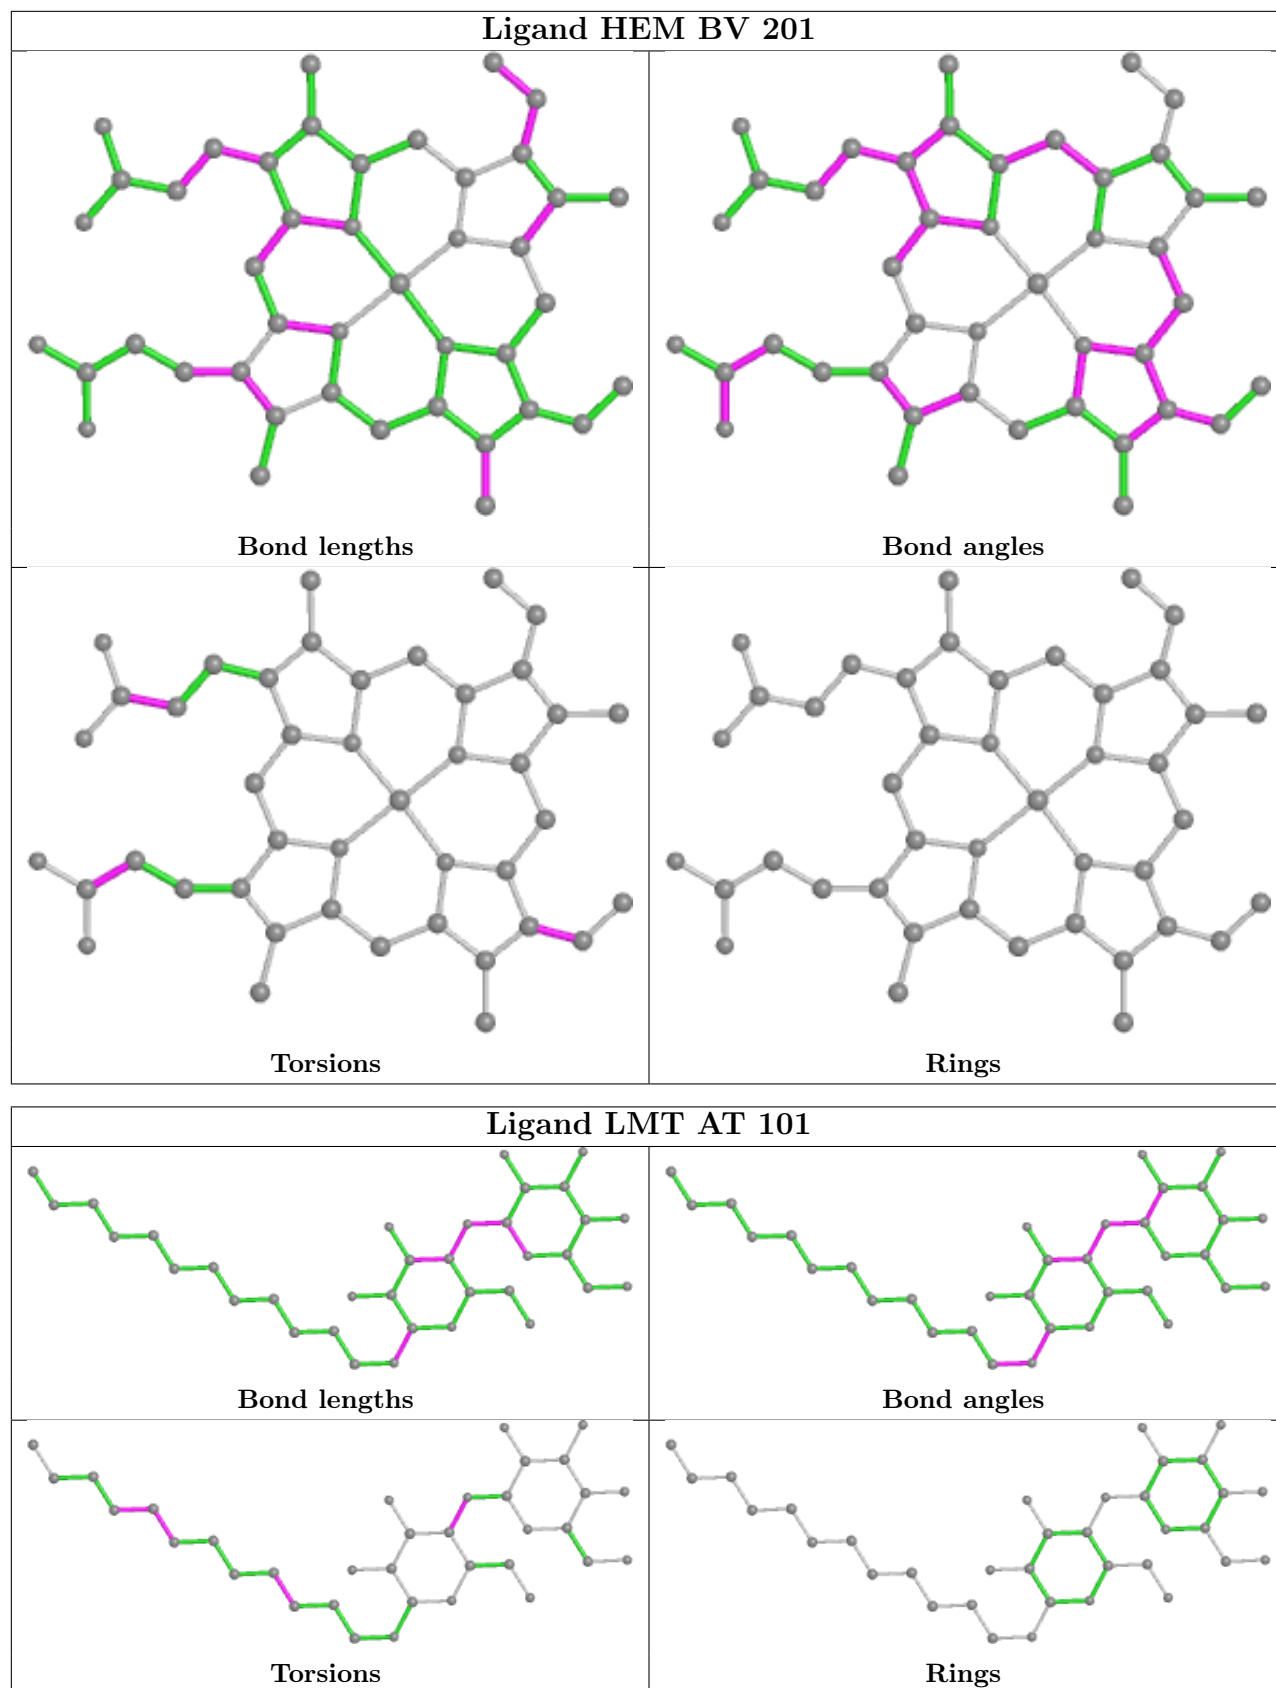 Ligand HEM BV 201
Bond lengths
Bond angles
Torsions
Rings
Ligand LMT AT 101
Bond lengths
Bond angles
Torsions
Rings